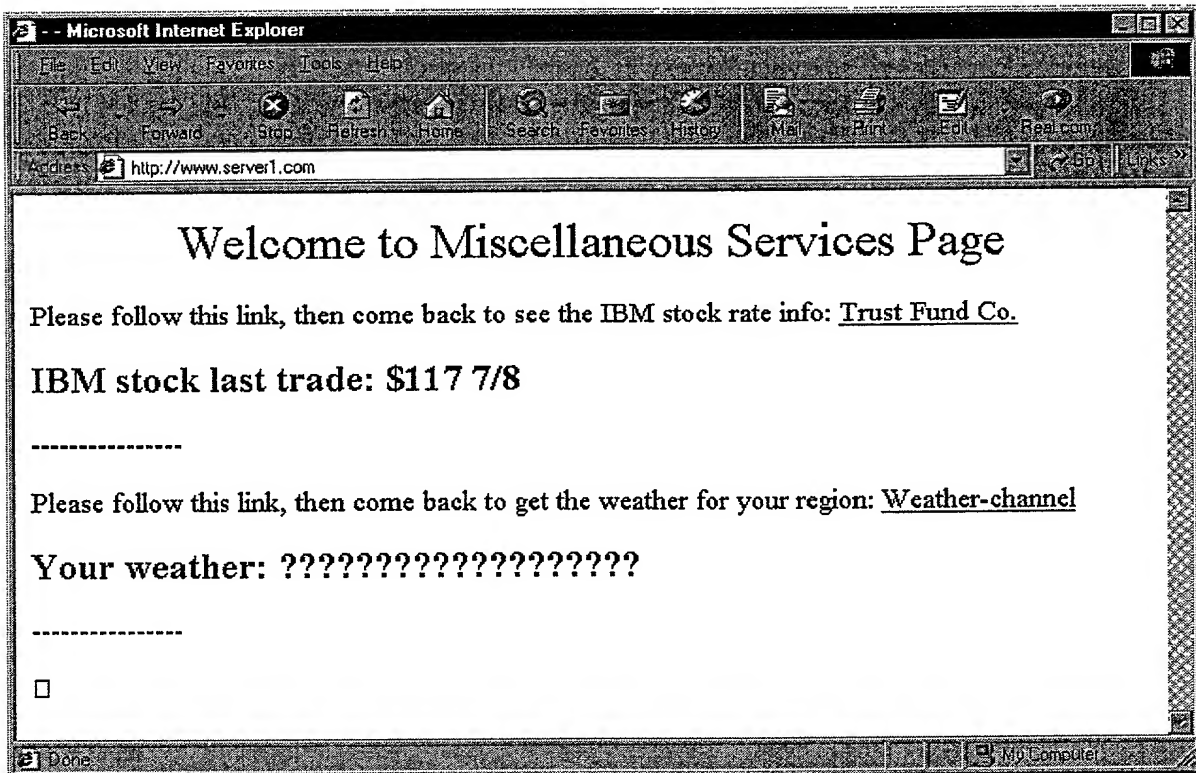 - - Microsoft Internet Explorer
File Edit View Favorites Tools Help
Back Forward Stop Refresh Home Search Favorites History Mail Print Edit Real.com
Address http://www.server1.com Go Links »
Welcome to Miscellaneous Services Page
Please follow this link, then come back to see the IBM stock rate info: Trust Fund Co.
IBM stock last trade: $117 7/8
----------------
Please follow this link, then come back to get the weather for your region: Weather-channel
Your weather: ???????????????????
----------------
Done My Computer